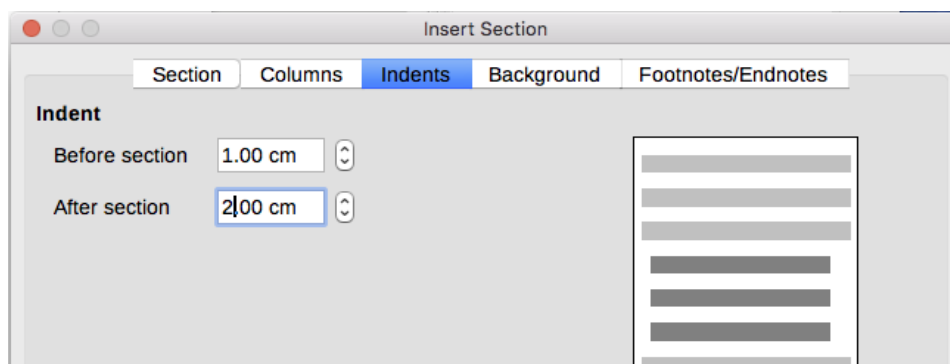 Insert Section
Section Columns Indents Background Footnotes/Endnotes
Indent
Before section 1.00 cm
After section 2.00 cm